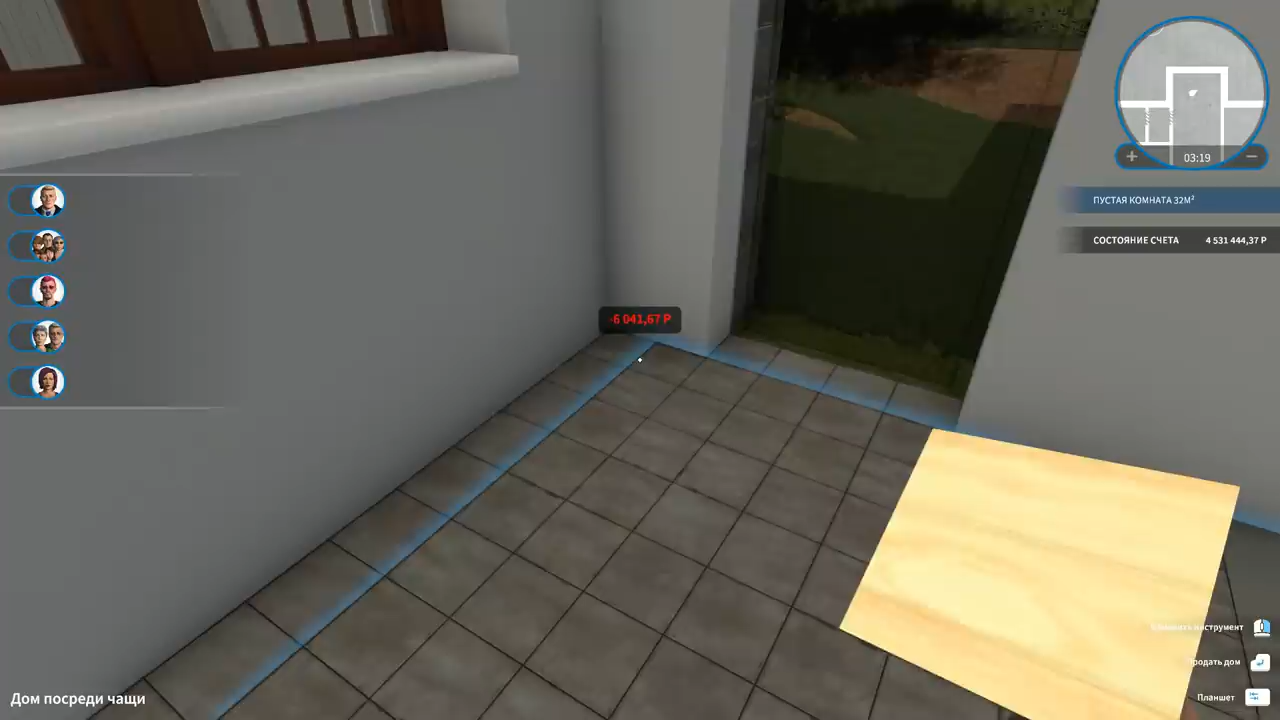 03:19
ПУСТАЯ КОМНАТА 32М²
СОСТОЯНИЕ СЧЕТА 4 531 444,37 Р
-6 041,67 Р
инструмент
Продать дом
Планшет
Дом посреди чащи